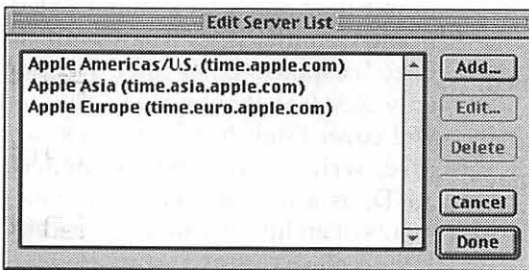 Edit Server List
Apple Americas/U.S. (time.apple.com)
Apple Asia (time.asia.apple.com)
Apple Europe (time.euro.apple.com)
Add...
Edit...
Delete
Cancel
Done